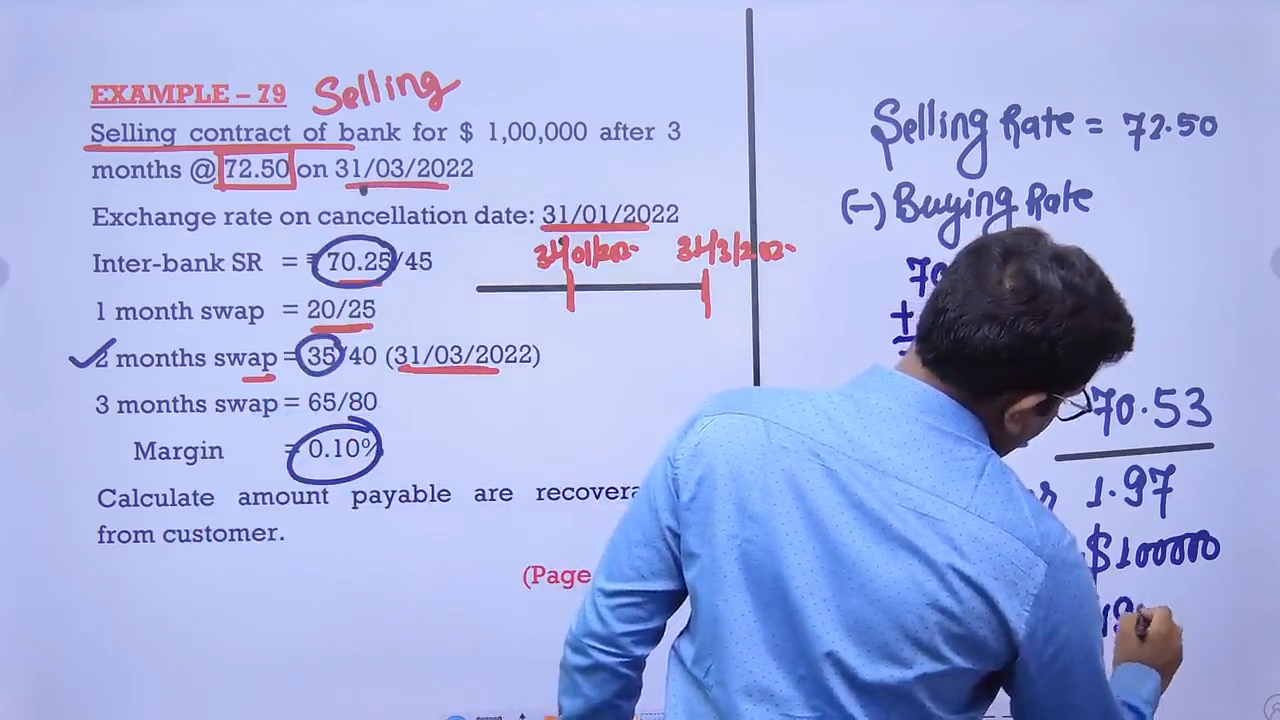 EXAMPLE – 79 Selling
Selling contract of bank for $ 1,00,000 after 3
months @ 72.50 on 31/03/2022
Exchange rate on cancellation date: 31/01/2022
Inter-bank SR = ₹ 70.25/45
1 month swap = 20/25
2 months swap = 35/40 (31/03/2022)
3 months swap = 65/80
Margin = 0.10%
Calculate amount payable are
from customer.
(Page
31/01/202
31/3/202
Selling Rate = 72.50
(-) Buying Rate
+
70.53
1.97
$100000